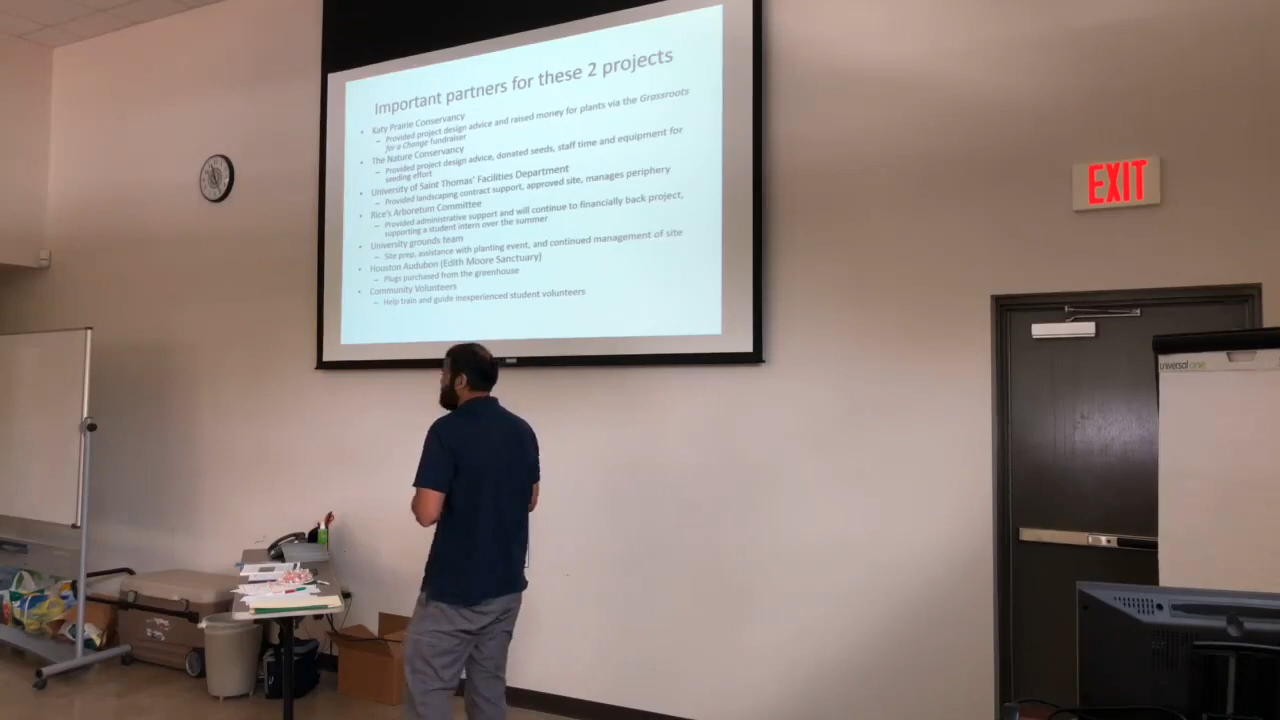 Important partners for these 2 projects
• Katy Prairie Conservancy
– Provided project design advice and raised money for plants via the Grassroots
for a Change fundraiser
• The Nature Conservancy
– Provided project design advice, donated seeds, staff time and equipment for
seeding effort
• University of Saint Thomas' Facilities Department
– Provided landscaping contract support, approved site, manages periphery
• Rice's Arboretum Committee
– Provided administrative support and will continue to financially back project,
supporting a student intern over the summer
• University grounds team
– Site prep, assistance with planting event, and continued management of site
• Houston Audubon (Edith Moore Sanctuary)
– Plugs purchased from the greenhouse
• Community Volunteers
– Help train and guide inexperienced student volunteers
EXIT
universal one